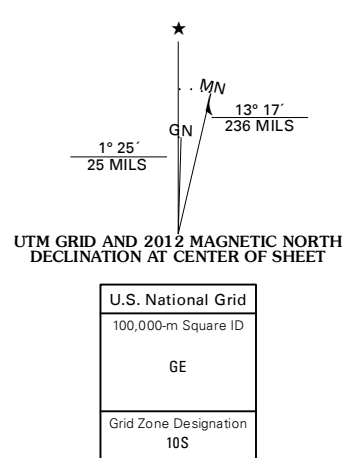 ★
MN
13° 17´
236 MILS
GN
1° 25´
25 MILS
UTM GRID AND 2012 MAGNETIC NORTH
DECLINATION AT CENTER OF SHEET
U.S. National Grid
100,000-m Square ID
GE
Grid Zone Designation
10S